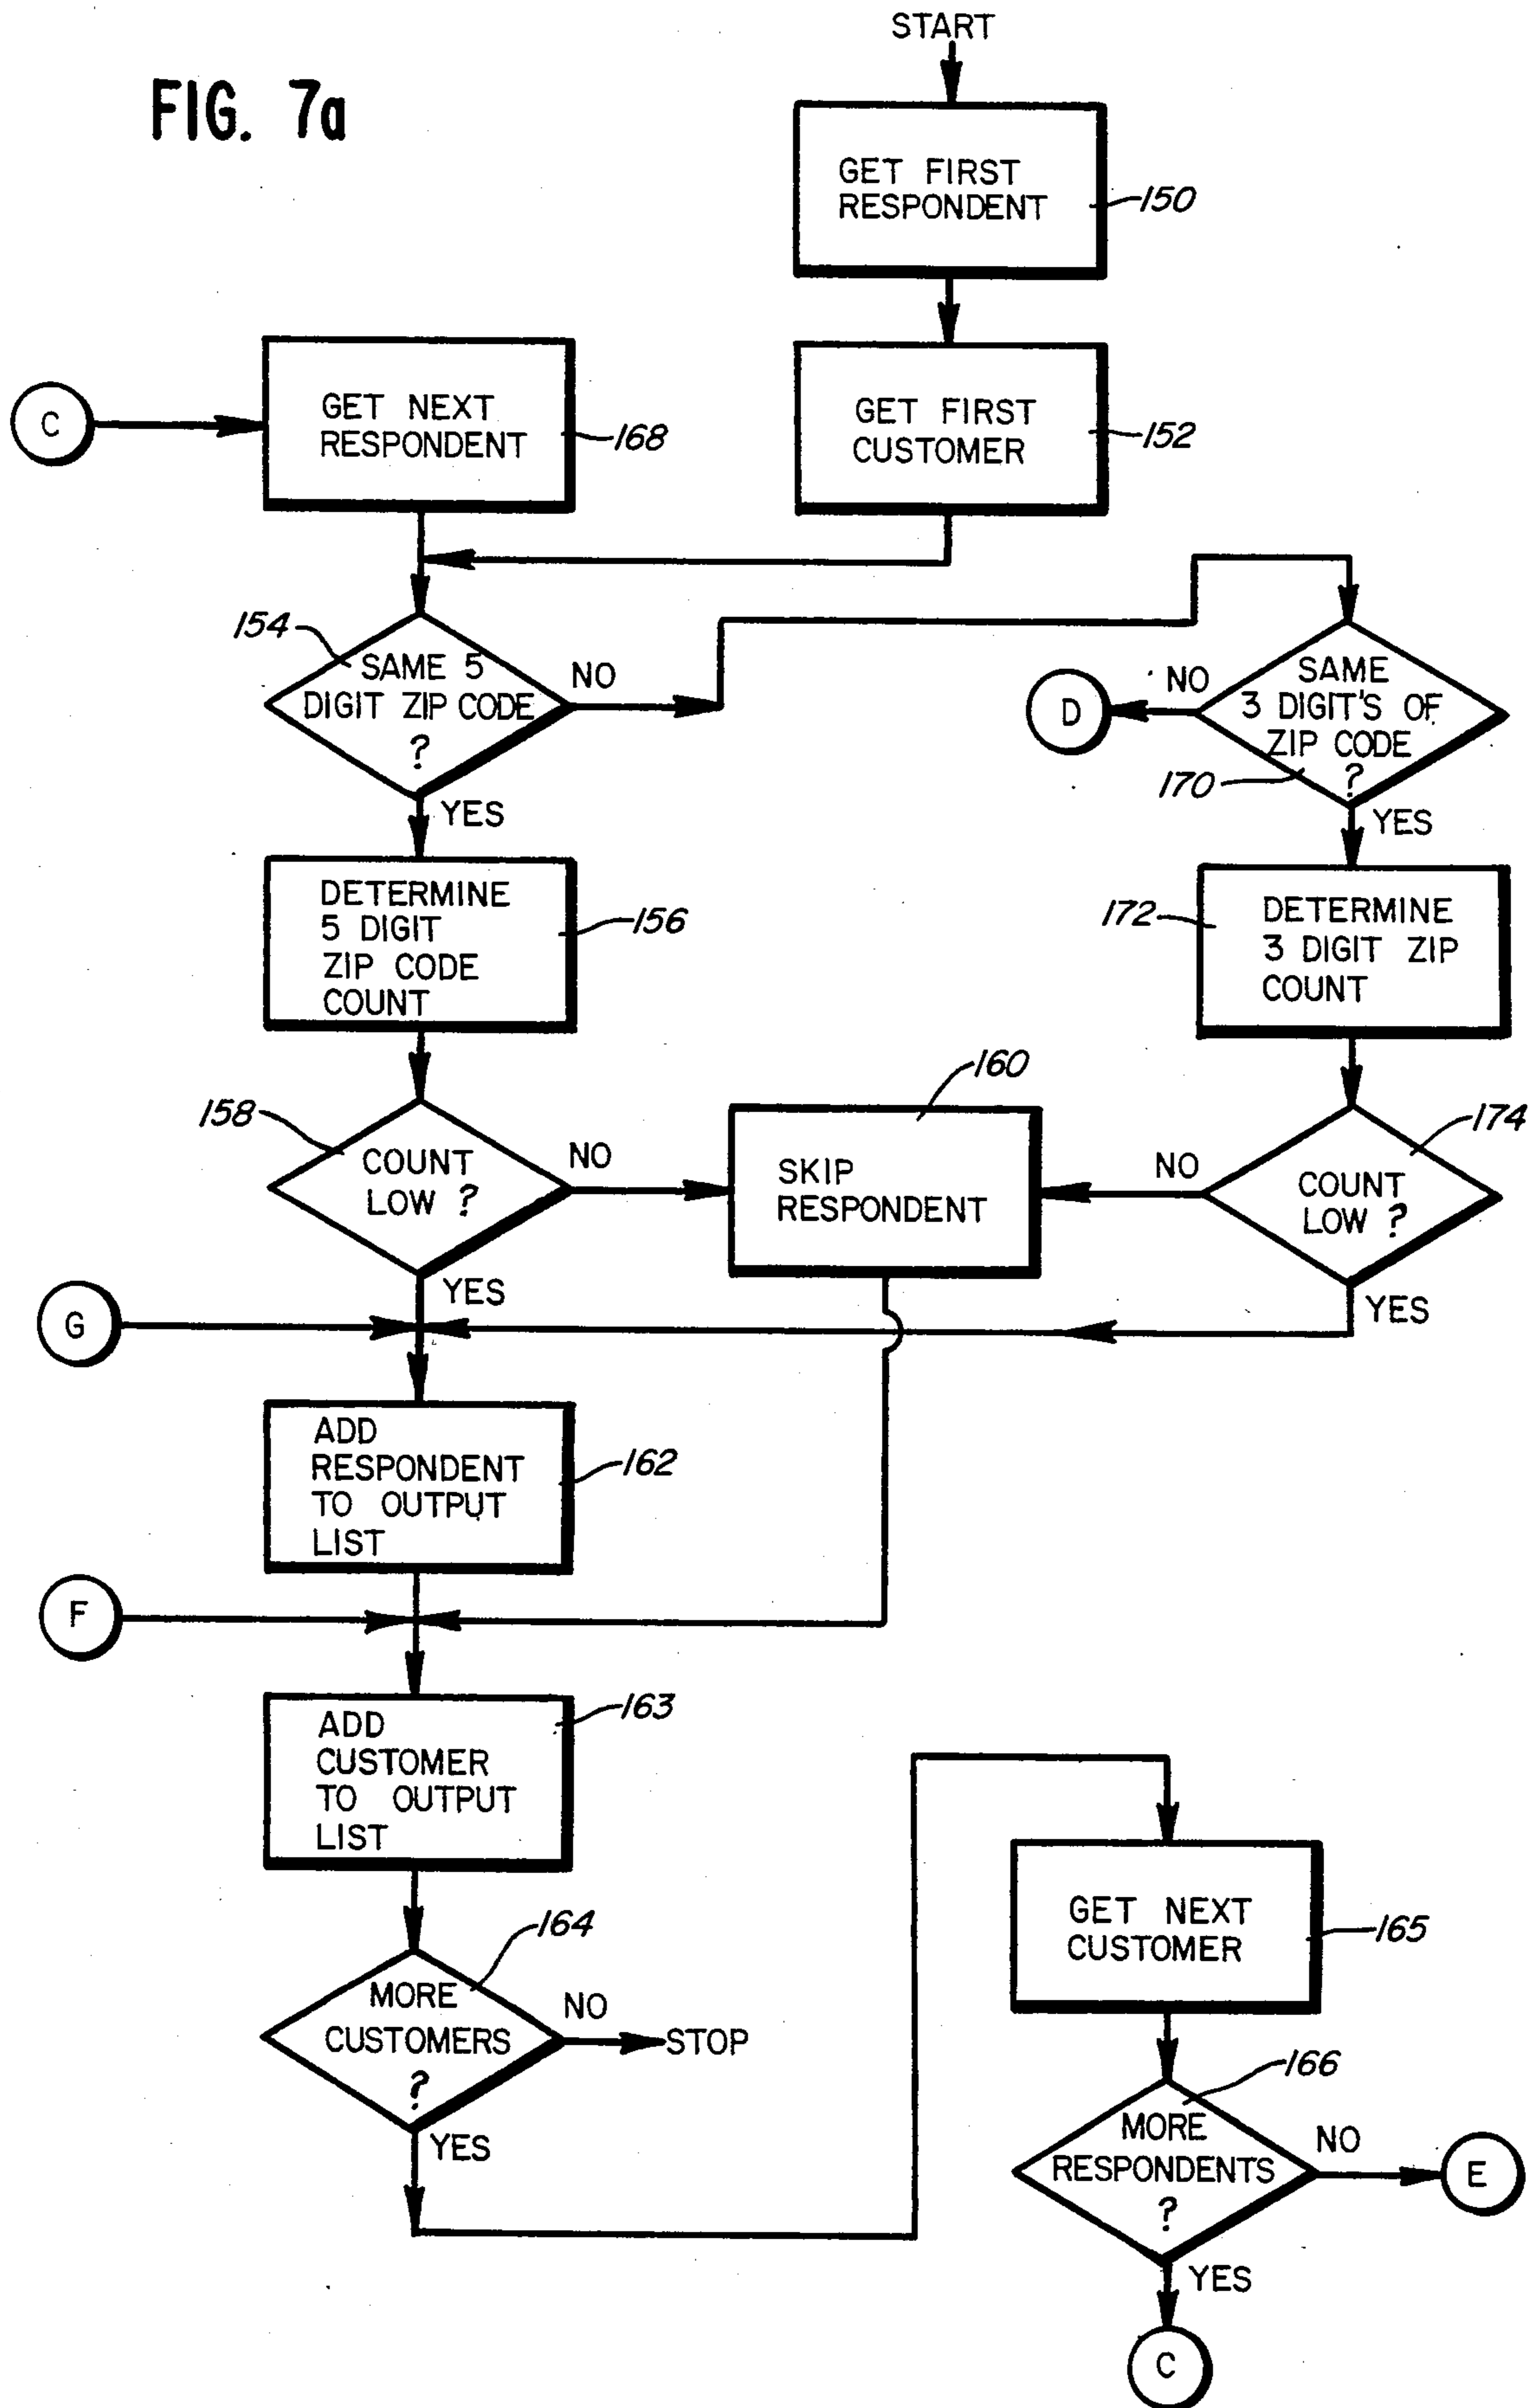 FIG. 7a
START
GET FIRST
RESPONDENT
150
C
GET NEXT
RESPONDENT
168
GET FIRST
CUSTOMER
152
154
SAME 5
DIGIT ZIP CODE
?
NO
YES
D
NO
SAME
3 DIGIT'S OF
ZIP CODE
?
170
YES
DETERMINE
5 DIGIT
ZIP CODE
COUNT
156
172
DETERMINE
3 DIGIT ZIP
COUNT
158
COUNT
LOW ?
NO
YES
160
SKIP
RESPONDENT
NO
174
COUNT
LOW ?
YES
G
ADD
RESPONDENT
TO OUTPUT
LIST
162
F
ADD
CUSTOMER
TO OUTPUT
LIST
163
164
MORE
CUSTOMERS
?
NO
STOP
YES
GET NEXT
CUSTOMER
165
166
MORE
RESPONDENTS
?
NO
E
YES
C